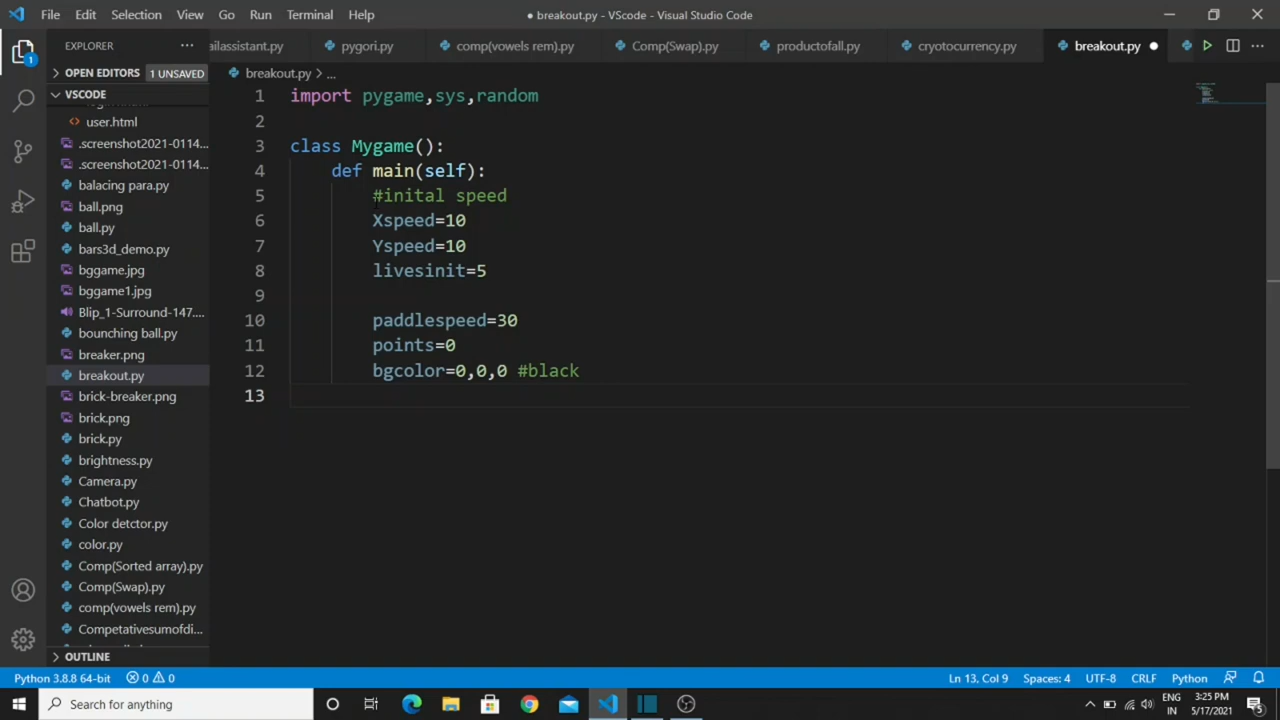 File Edit Selection View Go Run Terminal Help
● breakout.py - VScode - Visual Studio Code
EXPLORER
ailassistant.py pygori.py comp(vowels rem).py Comp(Swap).py productofall.py cryotocurrency.py breakout.py
1
OPEN EDITORS 1 UNSAVED
breakout.py > ...
VSCODE
user.html
.screenshot2021-0114...
.screenshot2021-0114...
balacing para.py
ball.png
ball.py
bars3d_demo.py
bggame.jpg
bggame1.jpg
Blip_1-Surround-147....
bounching ball.py
breaker.png
breakout.py
brick-breaker.png
brick.png
brick.py
brightness.py
Camera.py
Chatbot.py
Color detctor.py
color.py
Comp(Sorted array).py
Comp(Swap).py
comp(vowels rem).py
Competativesumofdi...
OUTLINE
1 import pygame,sys,random
2
3 class Mygame():
4 def main(self):
5 #inital speed
6 Xspeed=10
7 Yspeed=10
8 livesinit=5
9
10 paddlespeed=30
11 points=0
12 bgcolor=0,0,0 #black
13
Python 3.8.8 64-bit 0 0 Ln 13, Col 9 Spaces: 4 UTF-8 CRLF Python
Search for anything
ENG
IN
3:25 PM
5/17/2021
5